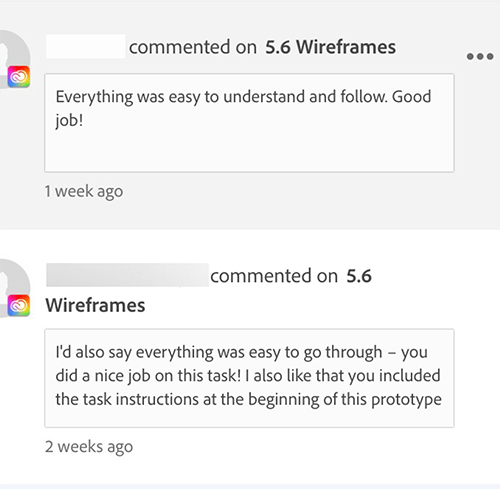 commented on 5.6 Wireframes
Everything was easy to understand and follow. Good
job!
1 week ago
commented on 5.6
Wireframes
I'd also say everything was easy to go through – you
did a nice job on this task! I also like that you included
the task instructions at the beginning of this prototype
2 weeks ago